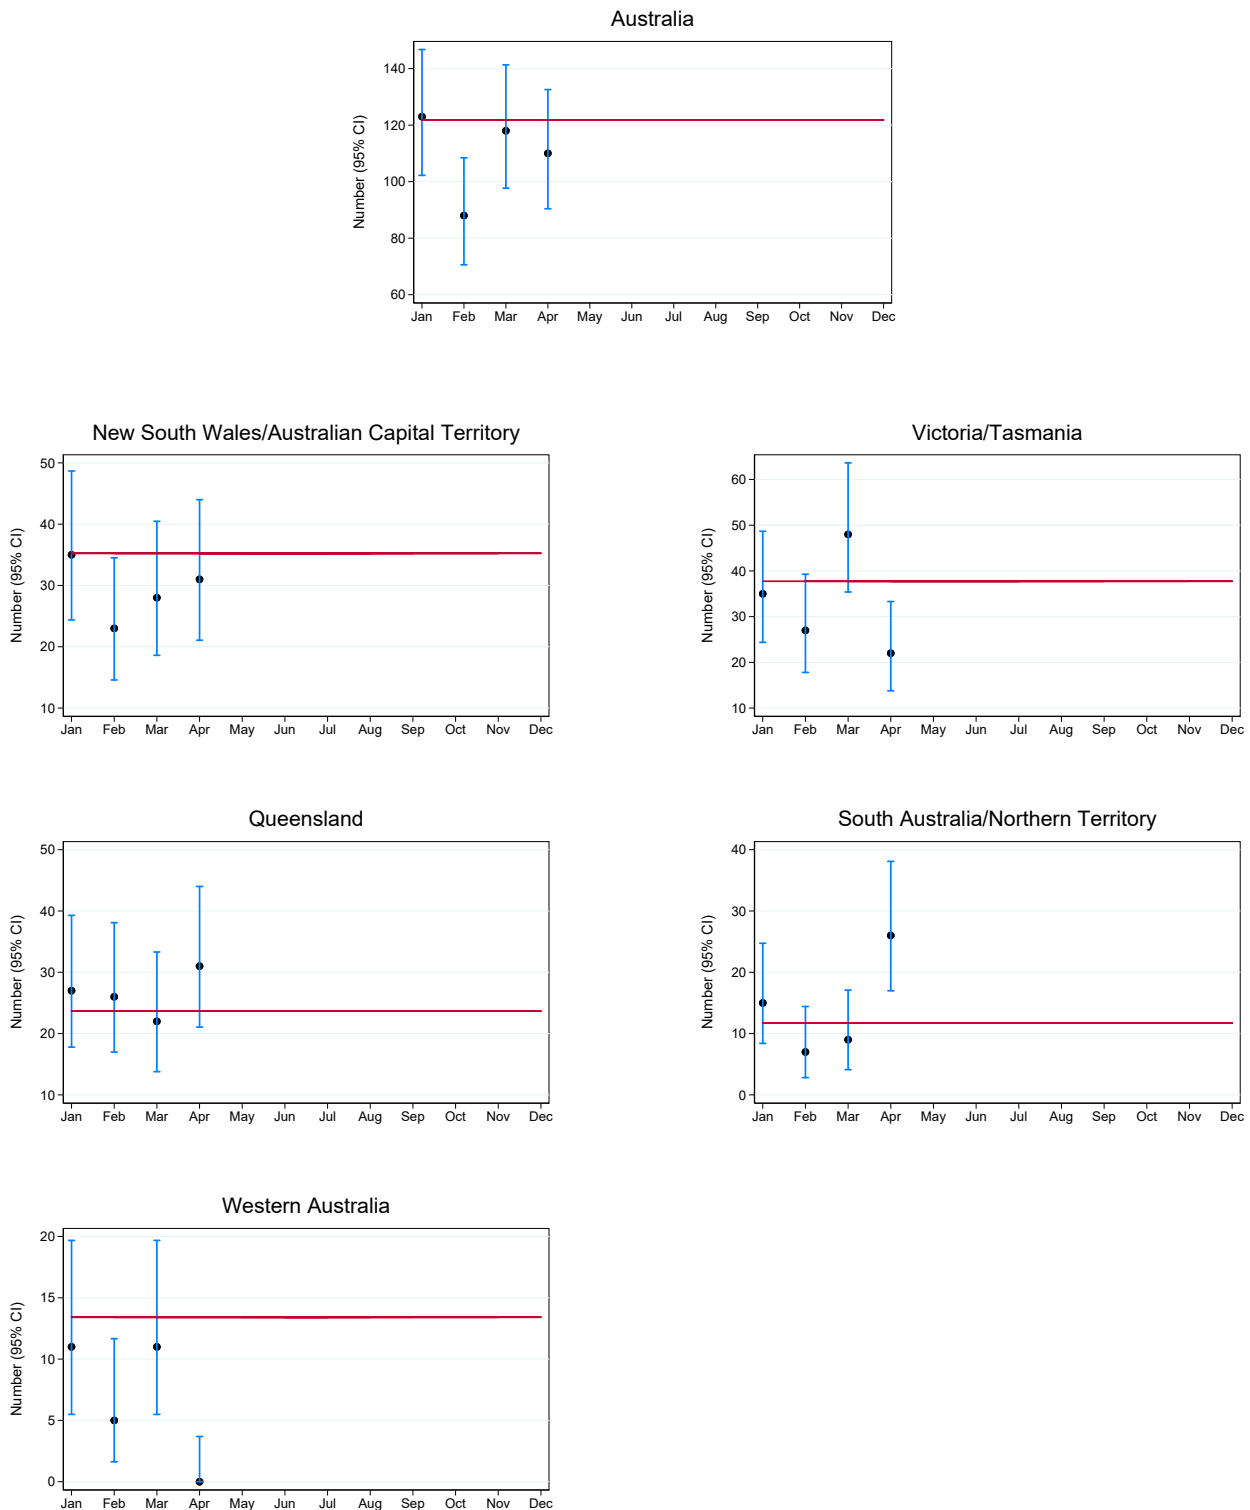 Australia
Number (95% CI)
140
120
100
80
60
Jan Feb Mar Apr May Jun Jul Aug Sep Oct Nov Dec
New South Wales/Australian Capital Territory
Number (95% CI)
50
40
30
20
10
Jan Feb Mar Apr May Jun Jul Aug Sep Oct Nov Dec
Victoria/Tasmania
Number (95% CI)
60
50
40
30
20
10
Jan Feb Mar Apr May Jun Jul Aug Sep Oct Nov Dec
Queensland
Number (95% CI)
50
40
30
20
10
Jan Feb Mar Apr May Jun Jul Aug Sep Oct Nov Dec
South Australia/Northern Territory
Number (95% CI)
40
30
20
10
0
Jan Feb Mar Apr May Jun Jul Aug Sep Oct Nov Dec
Western Australia
Number (95% CI)
20
15
10
5
0
Jan Feb Mar Apr May Jun Jul Aug Sep Oct Nov Dec